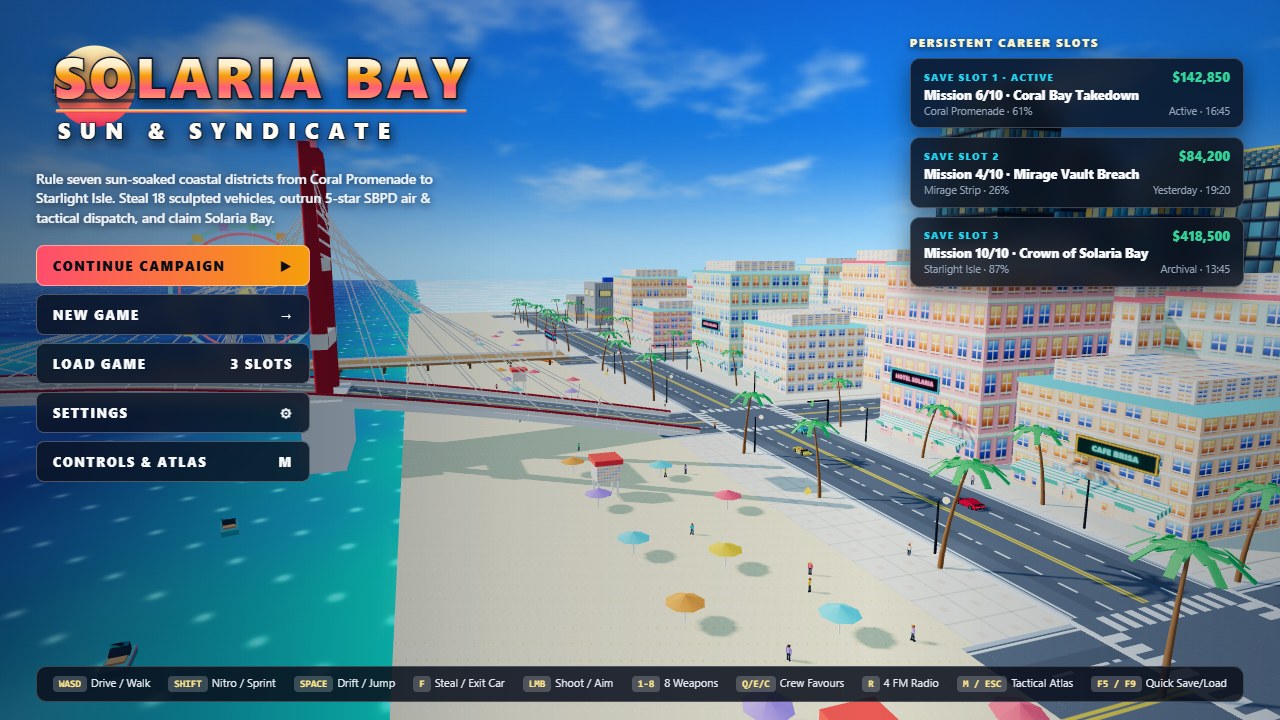 SOLARIA BAY
SUN & SYNDICATE
Rule seven sun-soaked coastal districts from Coral Promenade to
Starlight Isle. Steal 18 sculpted vehicles, outrun 5-star SBPD air &
tactical dispatch, and claim Solaria Bay.
CONTINUE CAMPAIGN ▶
NEW GAME →
LOAD GAME 3 SLOTS
SETTINGS ⚙
CONTROLS & ATLAS M
PERSISTENT CAREER SLOTS
SAVE SLOT 1 · ACTIVE $142,850
Mission 6/10 · Coral Bay Takedown
Coral Promenade · 61% Active · 16:45
SAVE SLOT 2 $84,200
Mission 4/10 · Mirage Vault Breach
Mirage Strip · 26% Yesterday · 19:20
SAVE SLOT 3 $418,500
Mission 10/10 · Crown of Solaria Bay
Starlight Isle · 87% Archival · 13:45
HOTEL SOLARIA
CAFE BRISA
WASD Drive / Walk SHIFT Nitro / Sprint SPACE Drift / Jump F Steal / Exit Car LMB Shoot / Aim 1-8 8 Weapons Q/E/C Crew Favours R 4 FM Radio M / ESC Tactical Atlas F5 / F9 Quick Save/Load